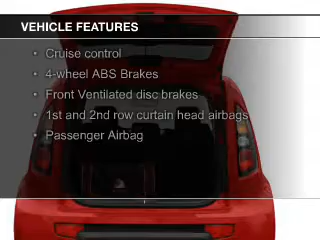 VEHICLE FEATURES
• Cruise control
• 4-wheel ABS Brakes
• Front Ventilated disc brakes
• 1st and 2nd row curtain head airbags
• Passenger Airbag